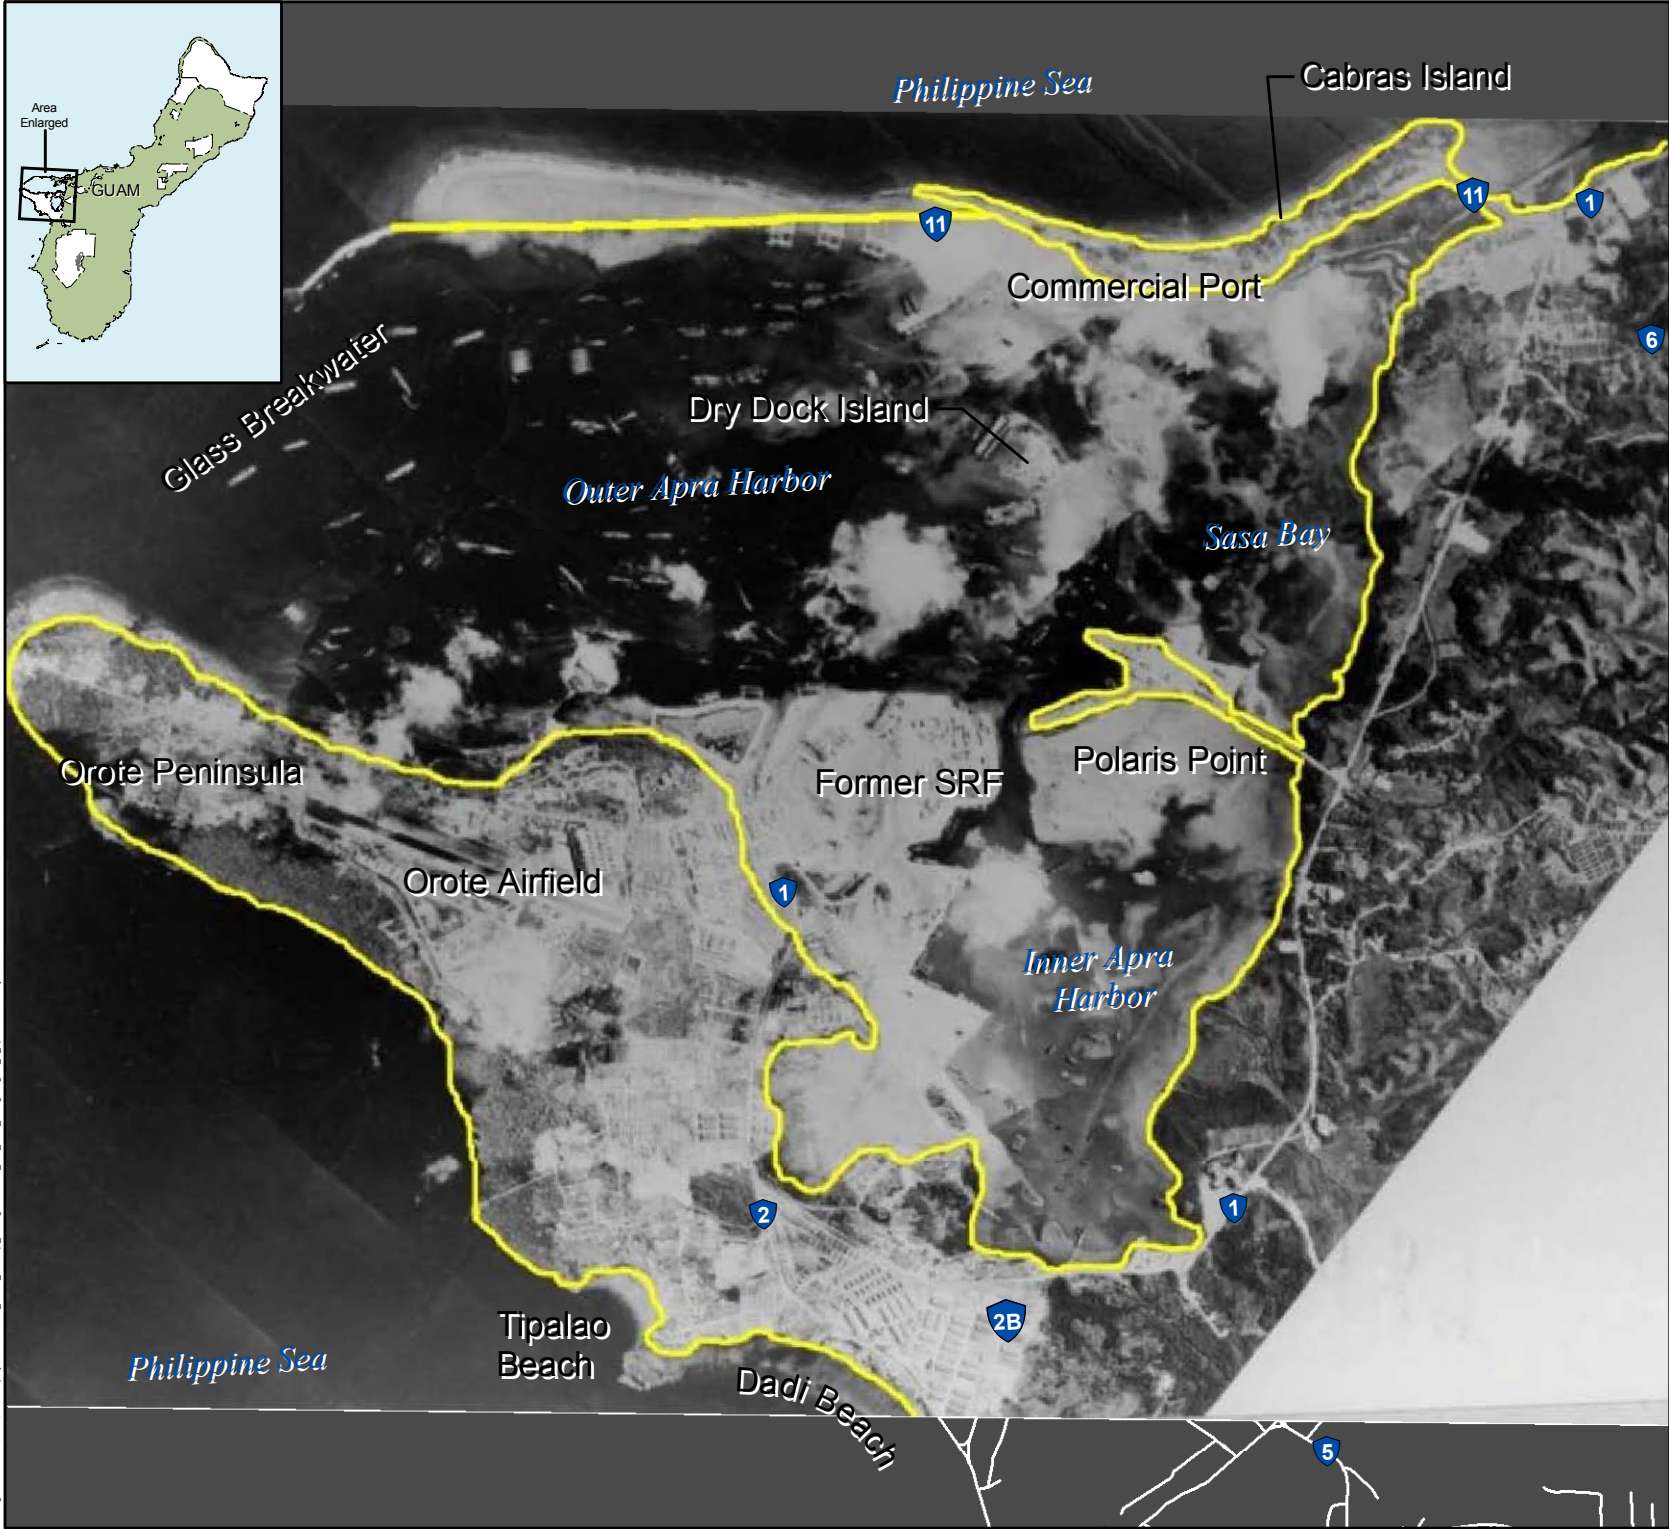 Area
Enlarged
GUAM
Philippine Sea
Cabras Island
11
11
1
Commercial Port
6
Glass Breakwater
Dry Dock Island
Outer Apra Harbor
Sasa Bay
Orote Peninsula
Former SRF
Polaris Point
Orote Airfield
1
Inner Apra
Harbor
2
1
2B
Tipalao
Beach
Philippine Sea
Dadi Beach
5